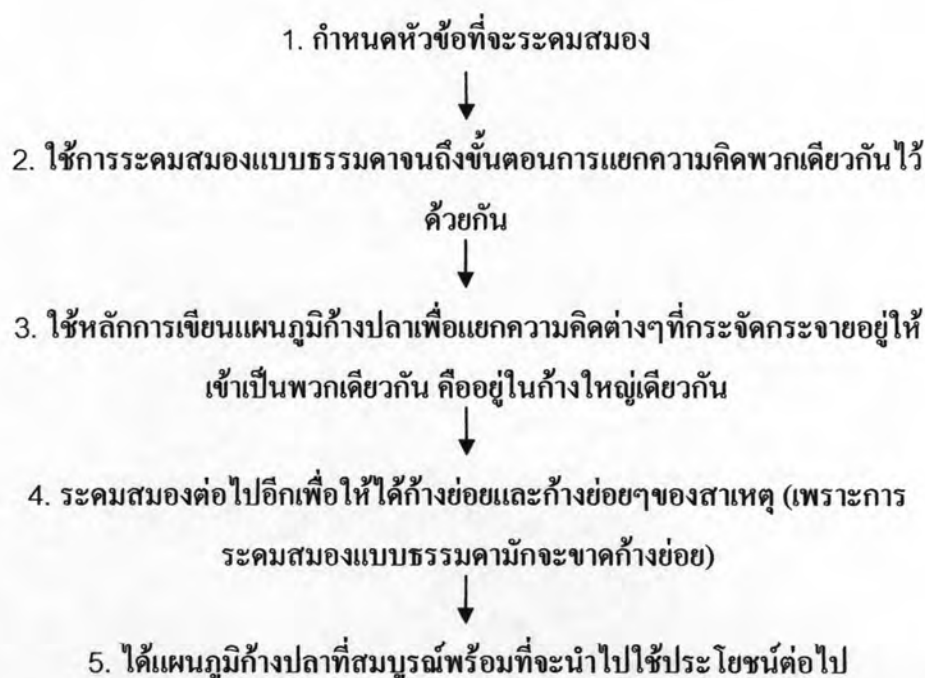 1. กำหนดหัวข้อที่จะระดมสมอง
2. ใช้การระดมสมองแบบธรรมดาจนถึงขั้นตอนการแยกความคิดพวกเดียวกันไว้
ด้วยกัน
3. ใช้หลักการเขียนแผนภูมิก้างปลาเพื่อแยกความคิดต่างๆที่กระจัดกระจายอยู่ให้
เข้าเป็นพวกเดียวกัน คืออยู่ในก้างใหญ่เดียวกัน
4. ระดมสมองต่อไปอีกเพื่อให้ได้ก้างย่อยและก้างย่อยๆของสาเหตุ (เพราะการ
ระดมสมองแบบธรรมดามักจะขาดก้างย่อย)
5. ได้แผนภูมิก้างปลาที่สมบูรณ์พร้อมที่จะนำไปใช้ประโยชน์ต่อไป